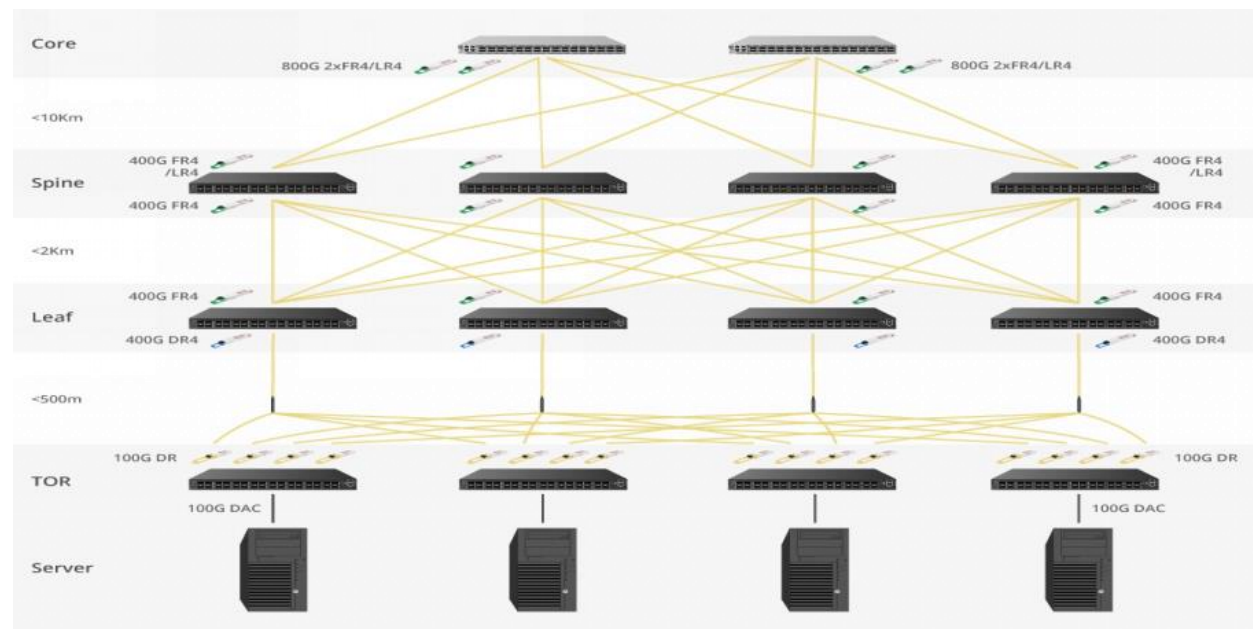 Core
800G 2xFR4/LR4
800G 2xFR4/LR4
<10Km
400G FR4
/LR4
400G FR4
/LR4
Spine
400G FR4
400G FR4
<2Km
400G FR4
400G FR4
Leaf
400G DR4
400G DR4
<500m
100G DR
100G DR
TOR
100G DAC
100G DAC
Server